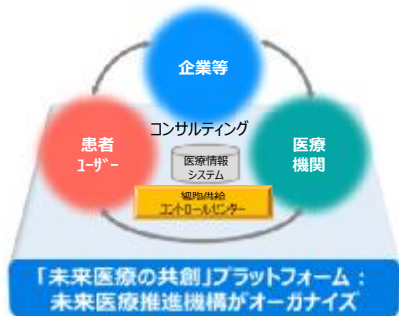 企業等
コンサルティング
患者
ﾕｰｻﾞｰ
医療
機関
医療情報
システム
細胞供給
コントロールセンター
「未来医療の共創」プラットフォーム：
未来医療推進機構がオーガナイズ